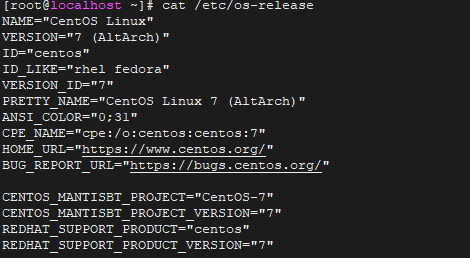 [root@localhost ~]# cat /etc/os-release
NAME="CentOS Linux"
VERSION="7 (AltArch)"
ID="centos"
ID_LIKE="rhel fedora"
VERSION_ID="7"
PRETTY_NAME="CentOS Linux 7 (AltArch)"
ANSI_COLOR="0;31"
CPE_NAME="cpe:/o:centos:centos:7"
HOME_URL="https://www.centos.org/"
BUG_REPORT_URL="https://bugs.centos.org/"

CENTOS_MANTISBT_PROJECT="CentOS-7"
CENTOS_MANTISBT_PROJECT_VERSION="7"
REDHAT_SUPPORT_PRODUCT="centos"
REDHAT_SUPPORT_PRODUCT_VERSION="7"